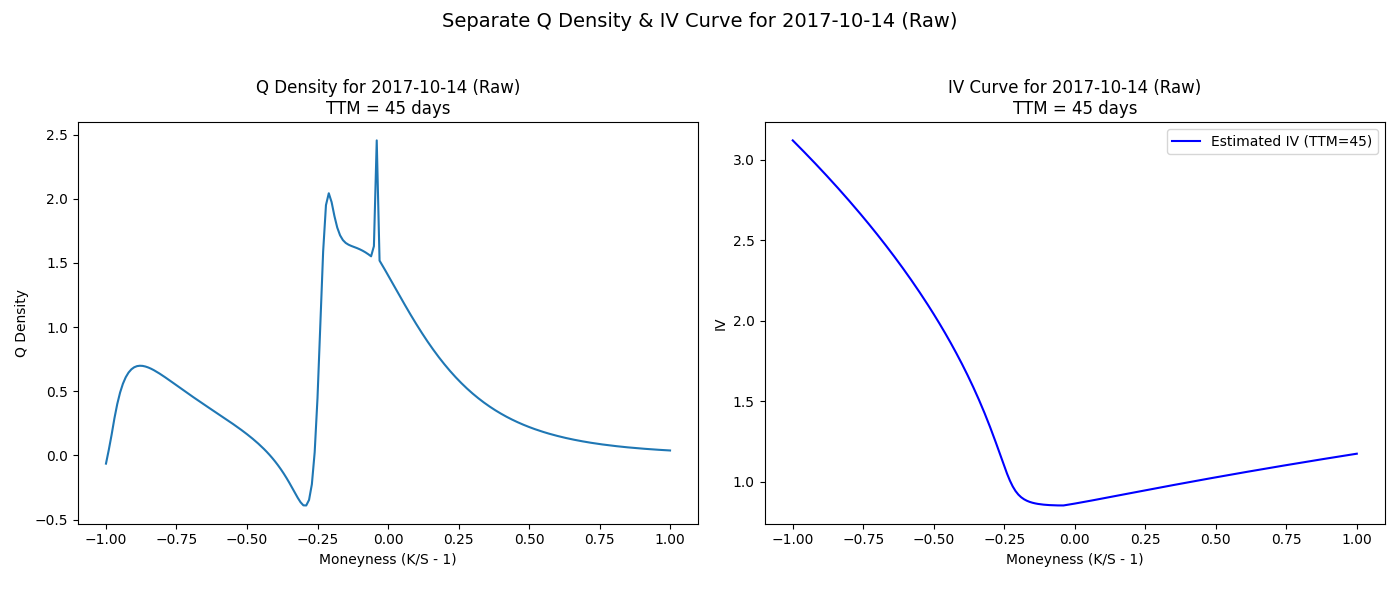 Separate Q Density & IV Curve for 2017-10-14 (Raw)
Q Density for 2017-10-14 (Raw)
TTM = 45 days
2.5
2.0
1.5
1.0
0.5
0.0
−0.5
Q Density
−1.00 −0.75 −0.50 −0.25 0.00 0.25 0.50 0.75 1.00
Moneyness (K/S - 1)
IV Curve for 2017-10-14 (Raw)
TTM = 45 days
Estimated IV (TTM=45)
3.0
2.5
2.0
1.5
1.0
IV
−1.00 −0.75 −0.50 −0.25 0.00 0.25 0.50 0.75 1.00
Moneyness (K/S - 1)